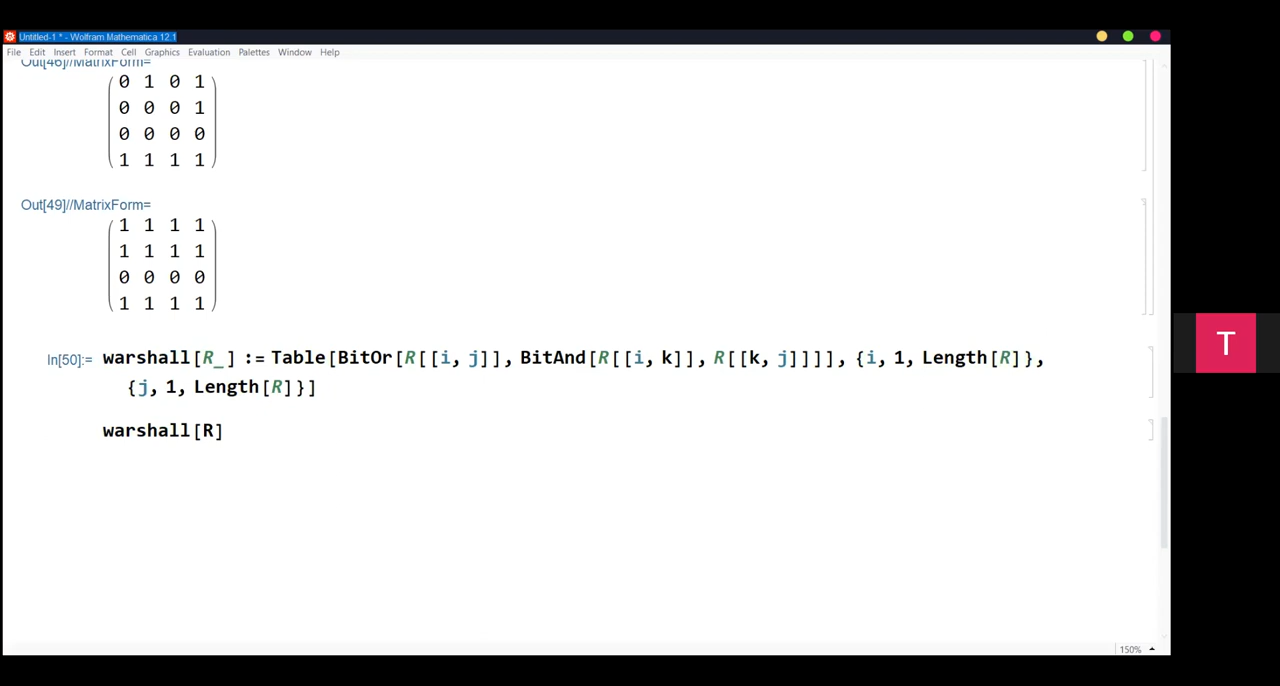 Untitled-1 * - Wolfram Mathematica 12.1
File Edit Insert Format Cell Graphics Evaluation Palettes Window Help
Out[46]//MatrixForm=
0 1 0 1
0 0 0 1
0 0 0 0
1 1 1 1
Out[49]//MatrixForm=
1 1 1 1
1 1 1 1
0 0 0 0
1 1 1 1
In[50]:= warshall[R_] := Table[BitOr[R[[i, j]], BitAnd[R[[i, k]], R[[k, j]]]], {i, 1, Length[R]},
{j, 1, Length[R]}]
warshall[R]
T
150%